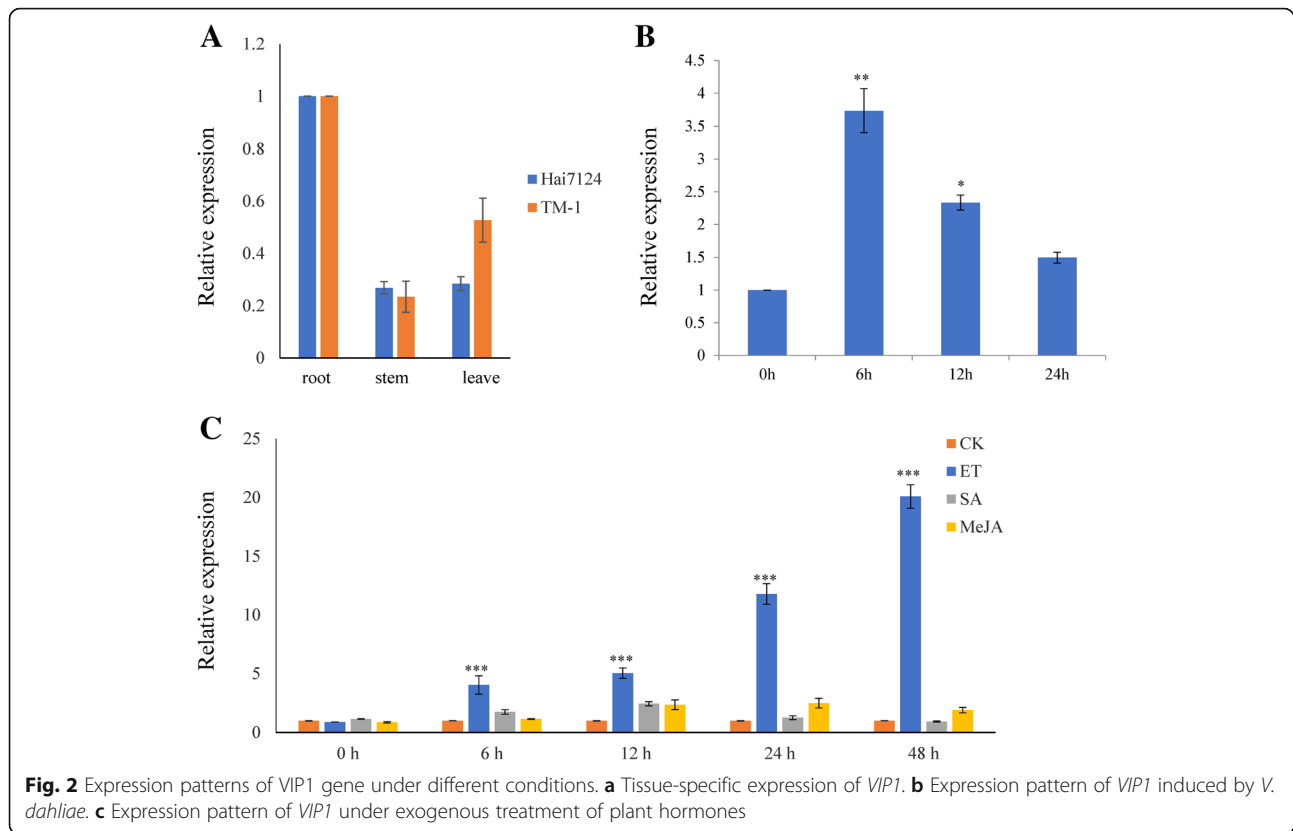 A
1.2
1
0.8
0.6
0.4
0.2
0
Relative expression
root stem leave
Hai7124
TM-1
B
4.5
4
3.5
3
2.5
2
1.5
1
0.5
0
Relative expression
**
*
0h 6h 12h 24h
C
25
20
15
10
5
0
Relative expression
***
***
***
***
0 h 6 h 12 h 24 h 48 h
CK
ET
SA
MeJA
Fig. 2 Expression patterns of VIP1 gene under different conditions. a Tissue-specific expression of VIP1. b Expression pattern of VIP1 induced by V.
dahliae. c Expression pattern of VIP1 under exogenous treatment of plant hormones